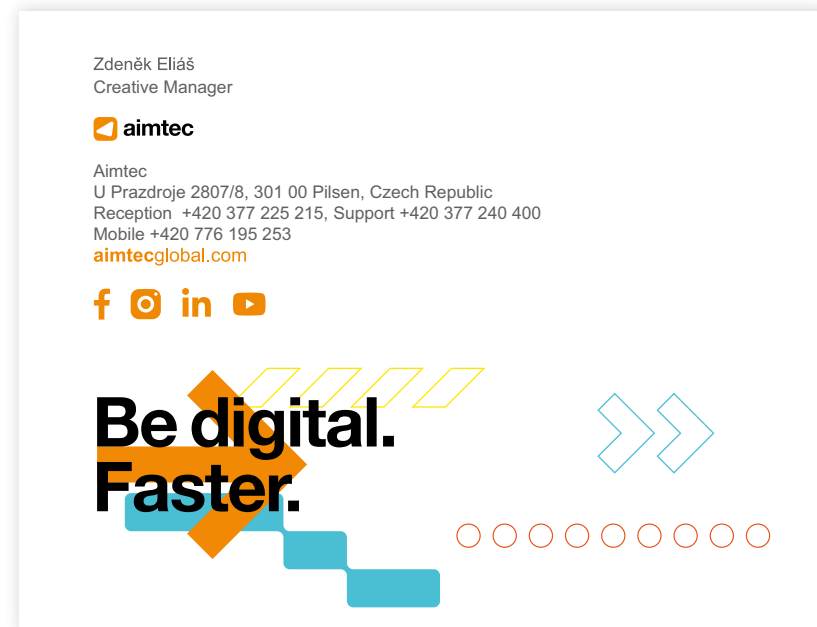 Zdeněk Eliáš
Creative Manager
aimtec
Aimtec
U Prazdroje 2807/8, 301 00 Pilsen, Czech Republic
Reception  +420 377 225 215, Support +420 377 240 400
Mobile +420 776 195 253
aimtecglobal.com
Be digital.
Faster.